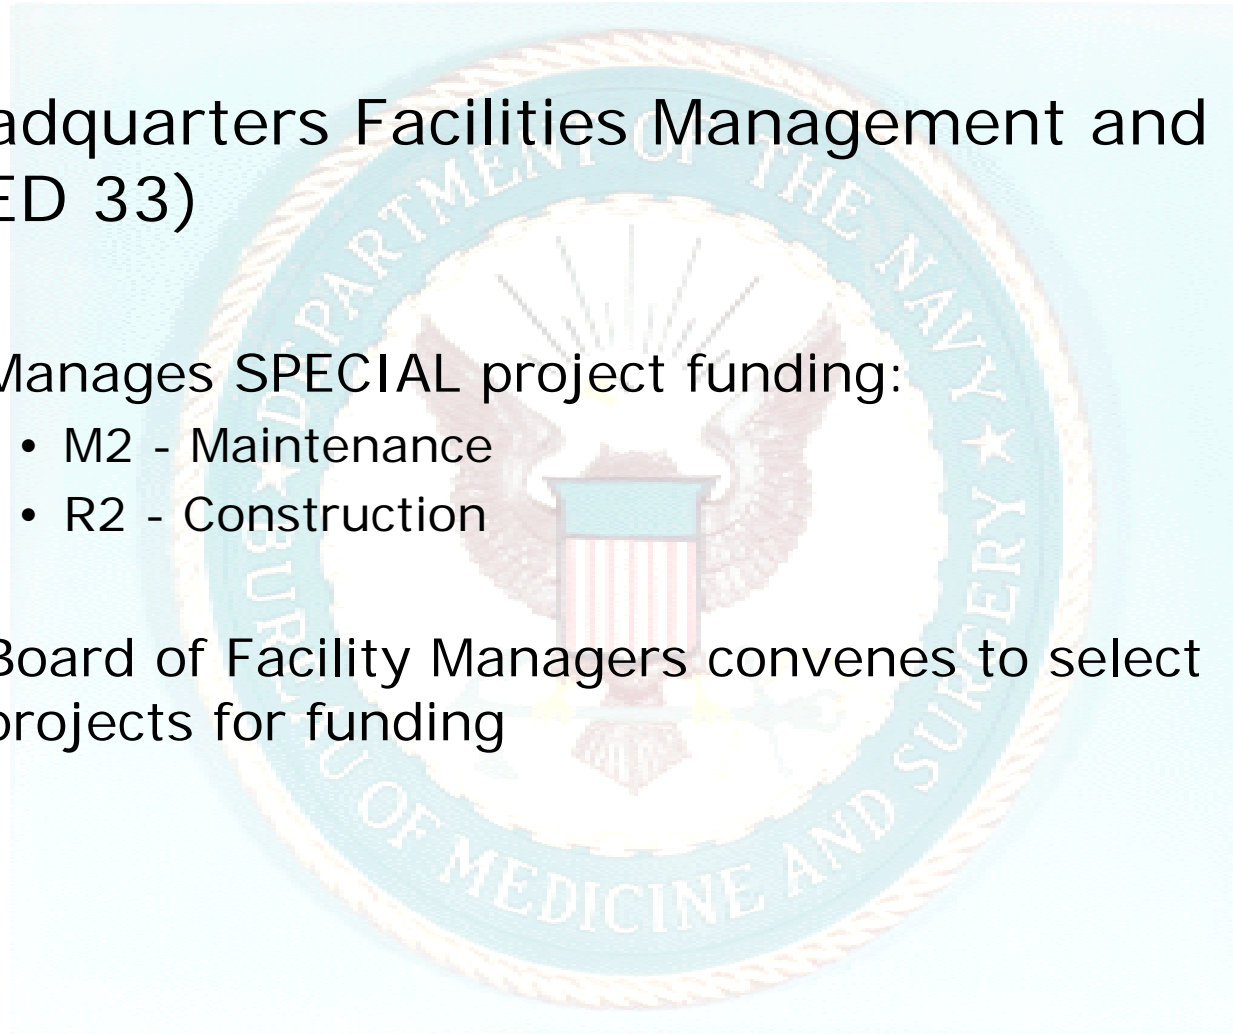 adquarters Facilities Management and
ED 33)
Manages SPECIAL project funding:
• M2 - Maintenance
• R2 - Construction
Board of Facility Managers convenes to select
projects for funding
DEPARTMENT OF THE NAVY
BUREAU OF MEDICINE AND SURGERY